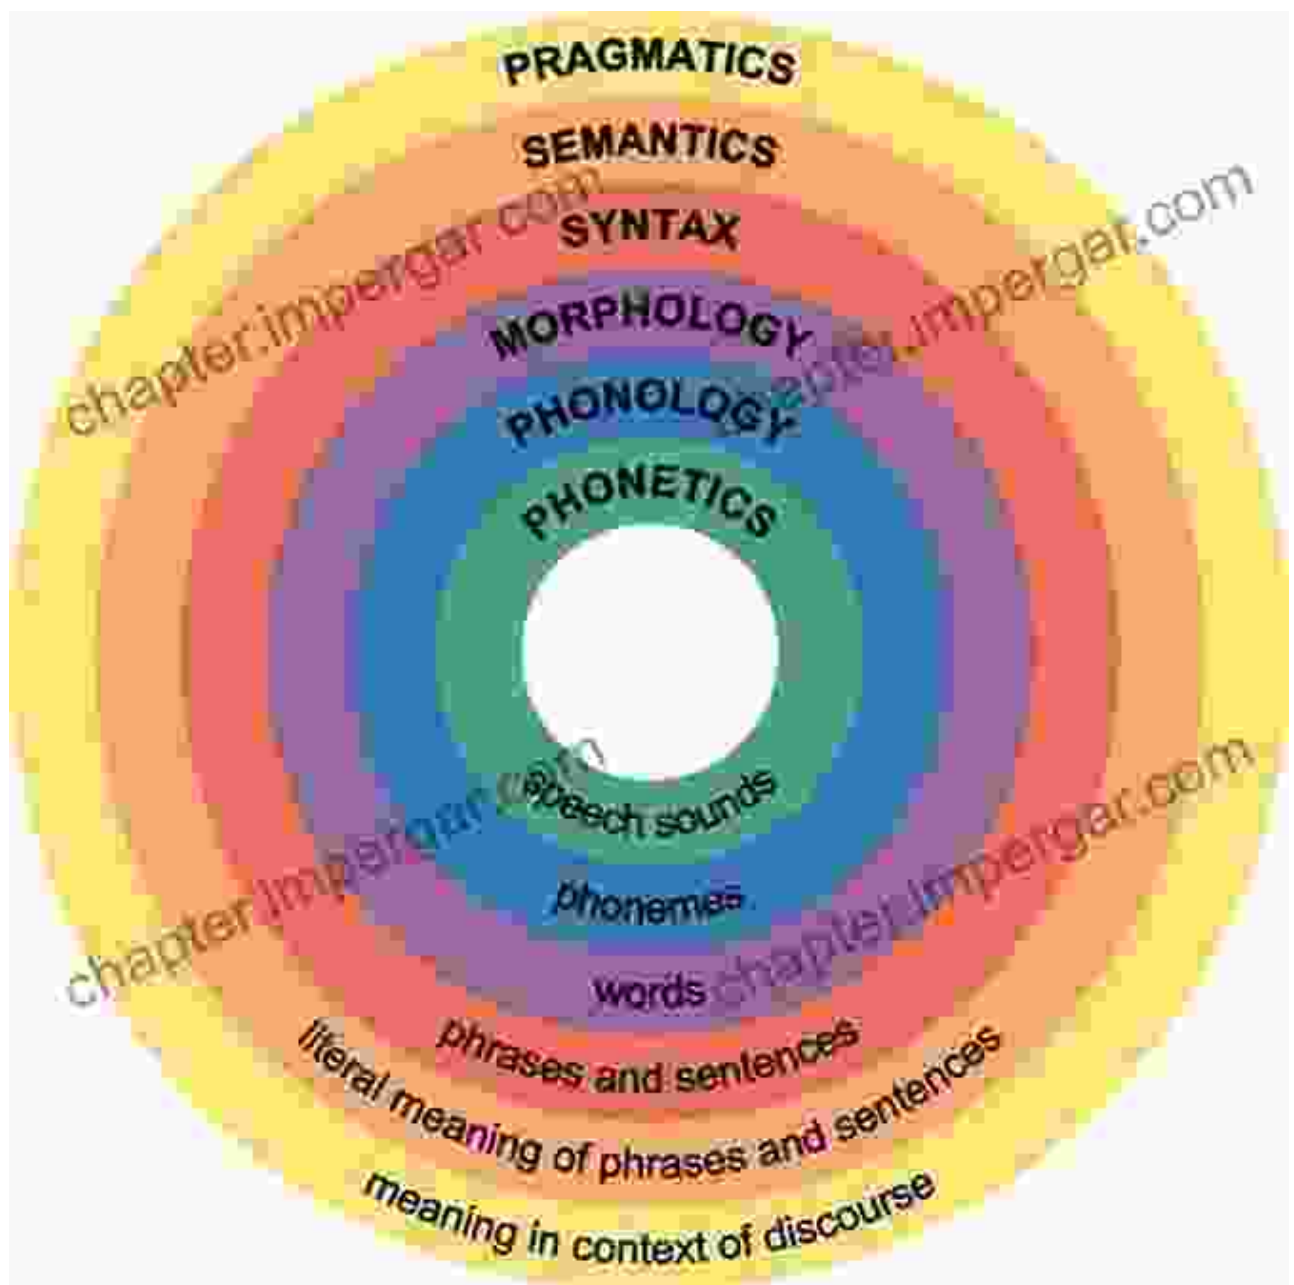 PRAGMATICS
SEMANTICS
SYNTAX
MORPHOLOGY
PHONOLOGY
PHONETICS
speech sounds
phonemes
words
phrases and sentences
literal meaning of phrases and sentences
meaning in context of discourse
chapter.impergar.com
chapter.impergar.com
chapter.impergar.com
chapter.impergar.com